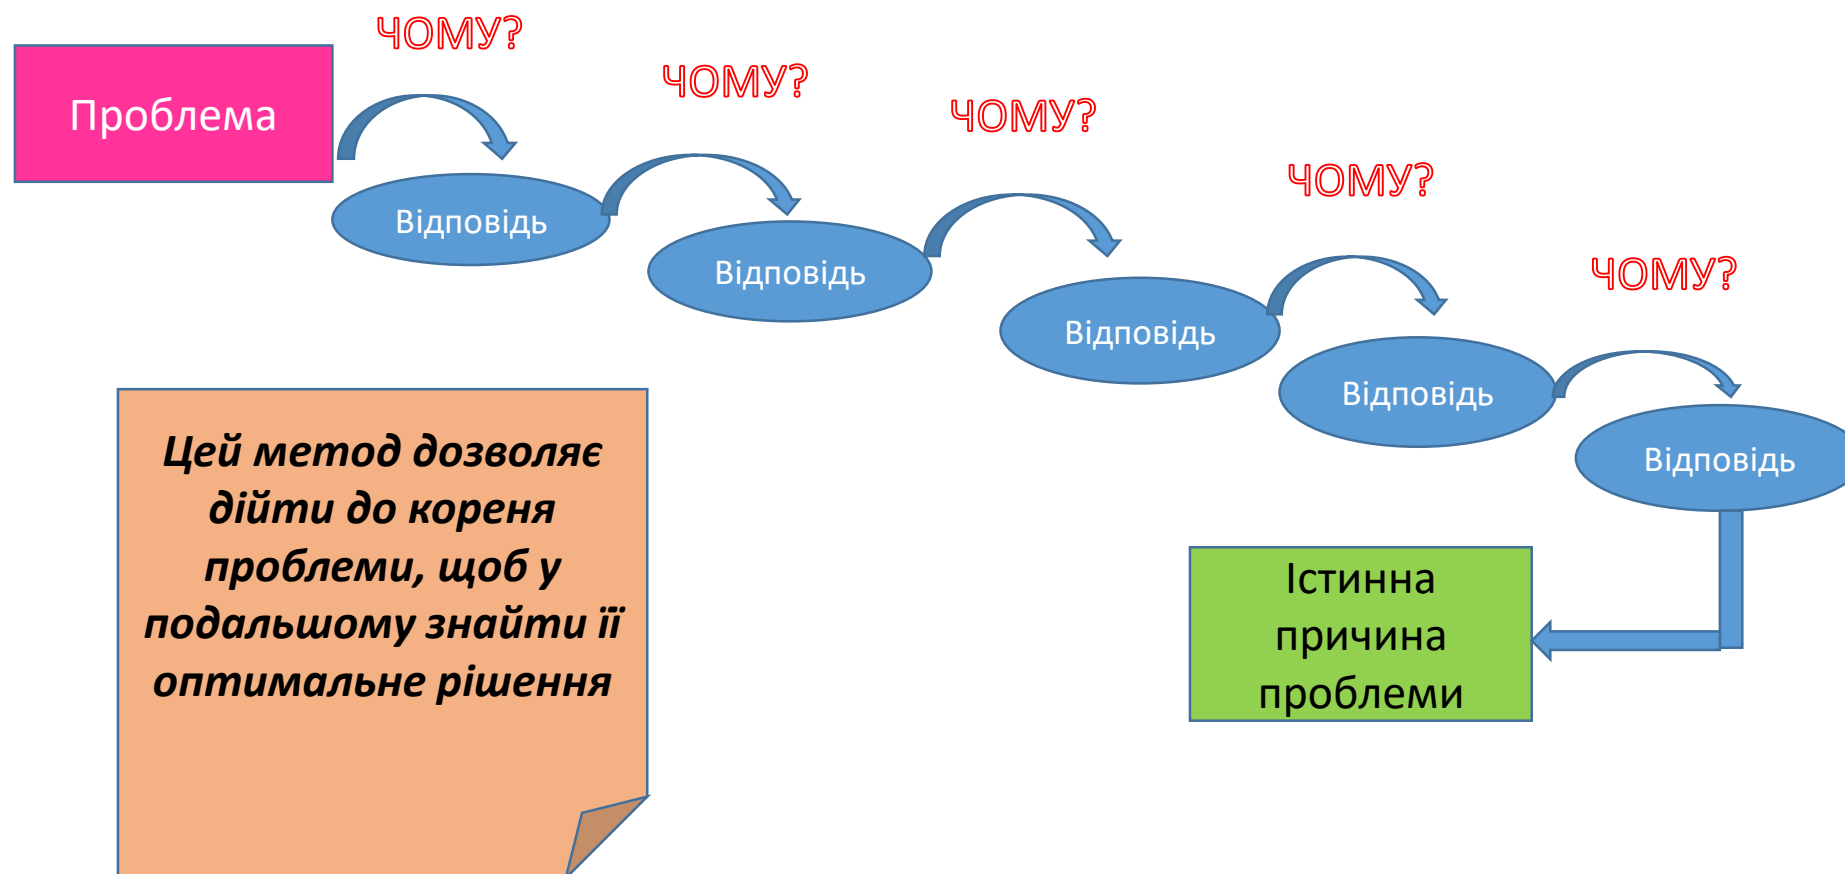 ЧОМУ?
Проблема
ЧОМУ?
ЧОМУ?
ЧОМУ?
ЧОМУ?
Відповідь
Відповідь
Відповідь
Відповідь
Відповідь
Цей метод дозволяє
дійти до кореня
проблеми, щоб у
подальшому знайти її
оптимальне рішення
Істинна
причина
проблеми